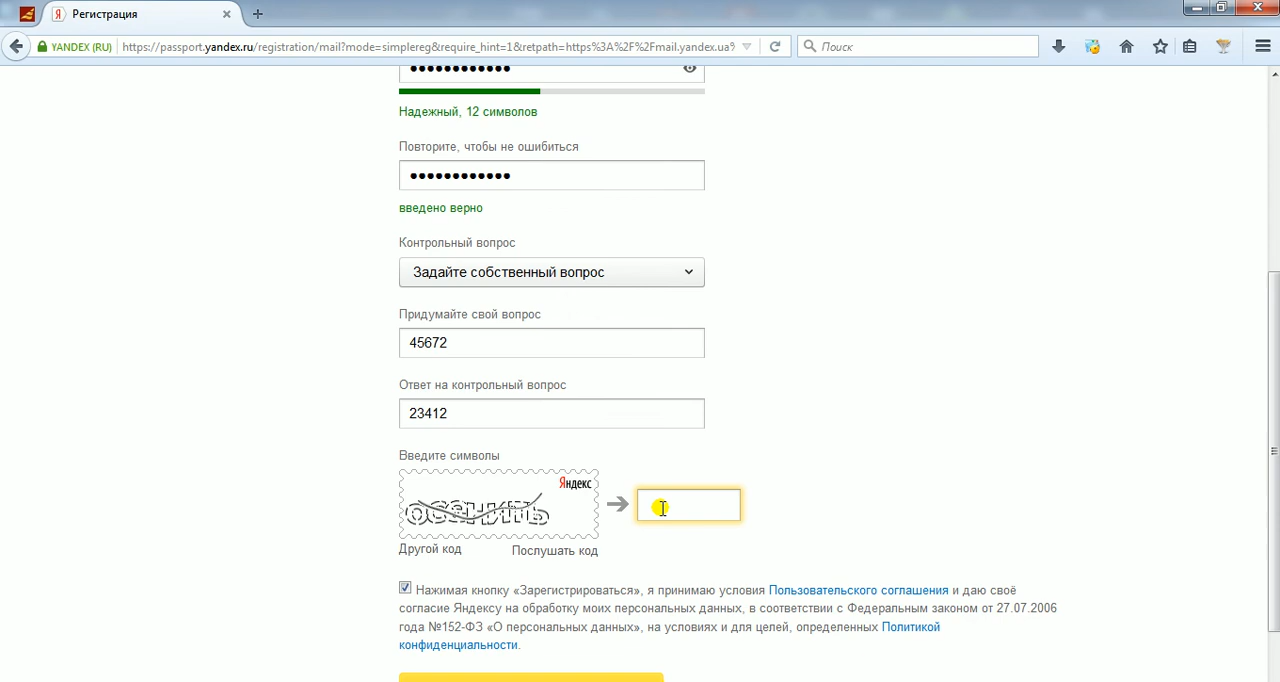 Регистрация
YANDEX (RU)
https://passport.yandex.ru/registration/mail?mode=simplereg&require_hint=1&retpath=https%3A%2F%2Fmail.yandex.ua%
Поиск
••••••••••••
Надежный, 12 символов
Повторите, чтобы не ошибиться
••••••••••••
введено верно
Контрольный вопрос
Задайте собственный вопрос
Придумайте свой вопрос
45672
Ответ на контрольный вопрос
23412
Введите символы
Яндекс
осенить
Другой код Послушать код
Нажимая кнопку «Зарегистрироваться», я принимаю условия Пользовательского соглашения и даю своё
согласие Яндексу на обработку моих персональных данных, в соответствии с Федеральным законом от 27.07.2006
года №152-ФЗ «О персональных данных», на условиях и для целей, определенных Политикой
конфиденциальности.